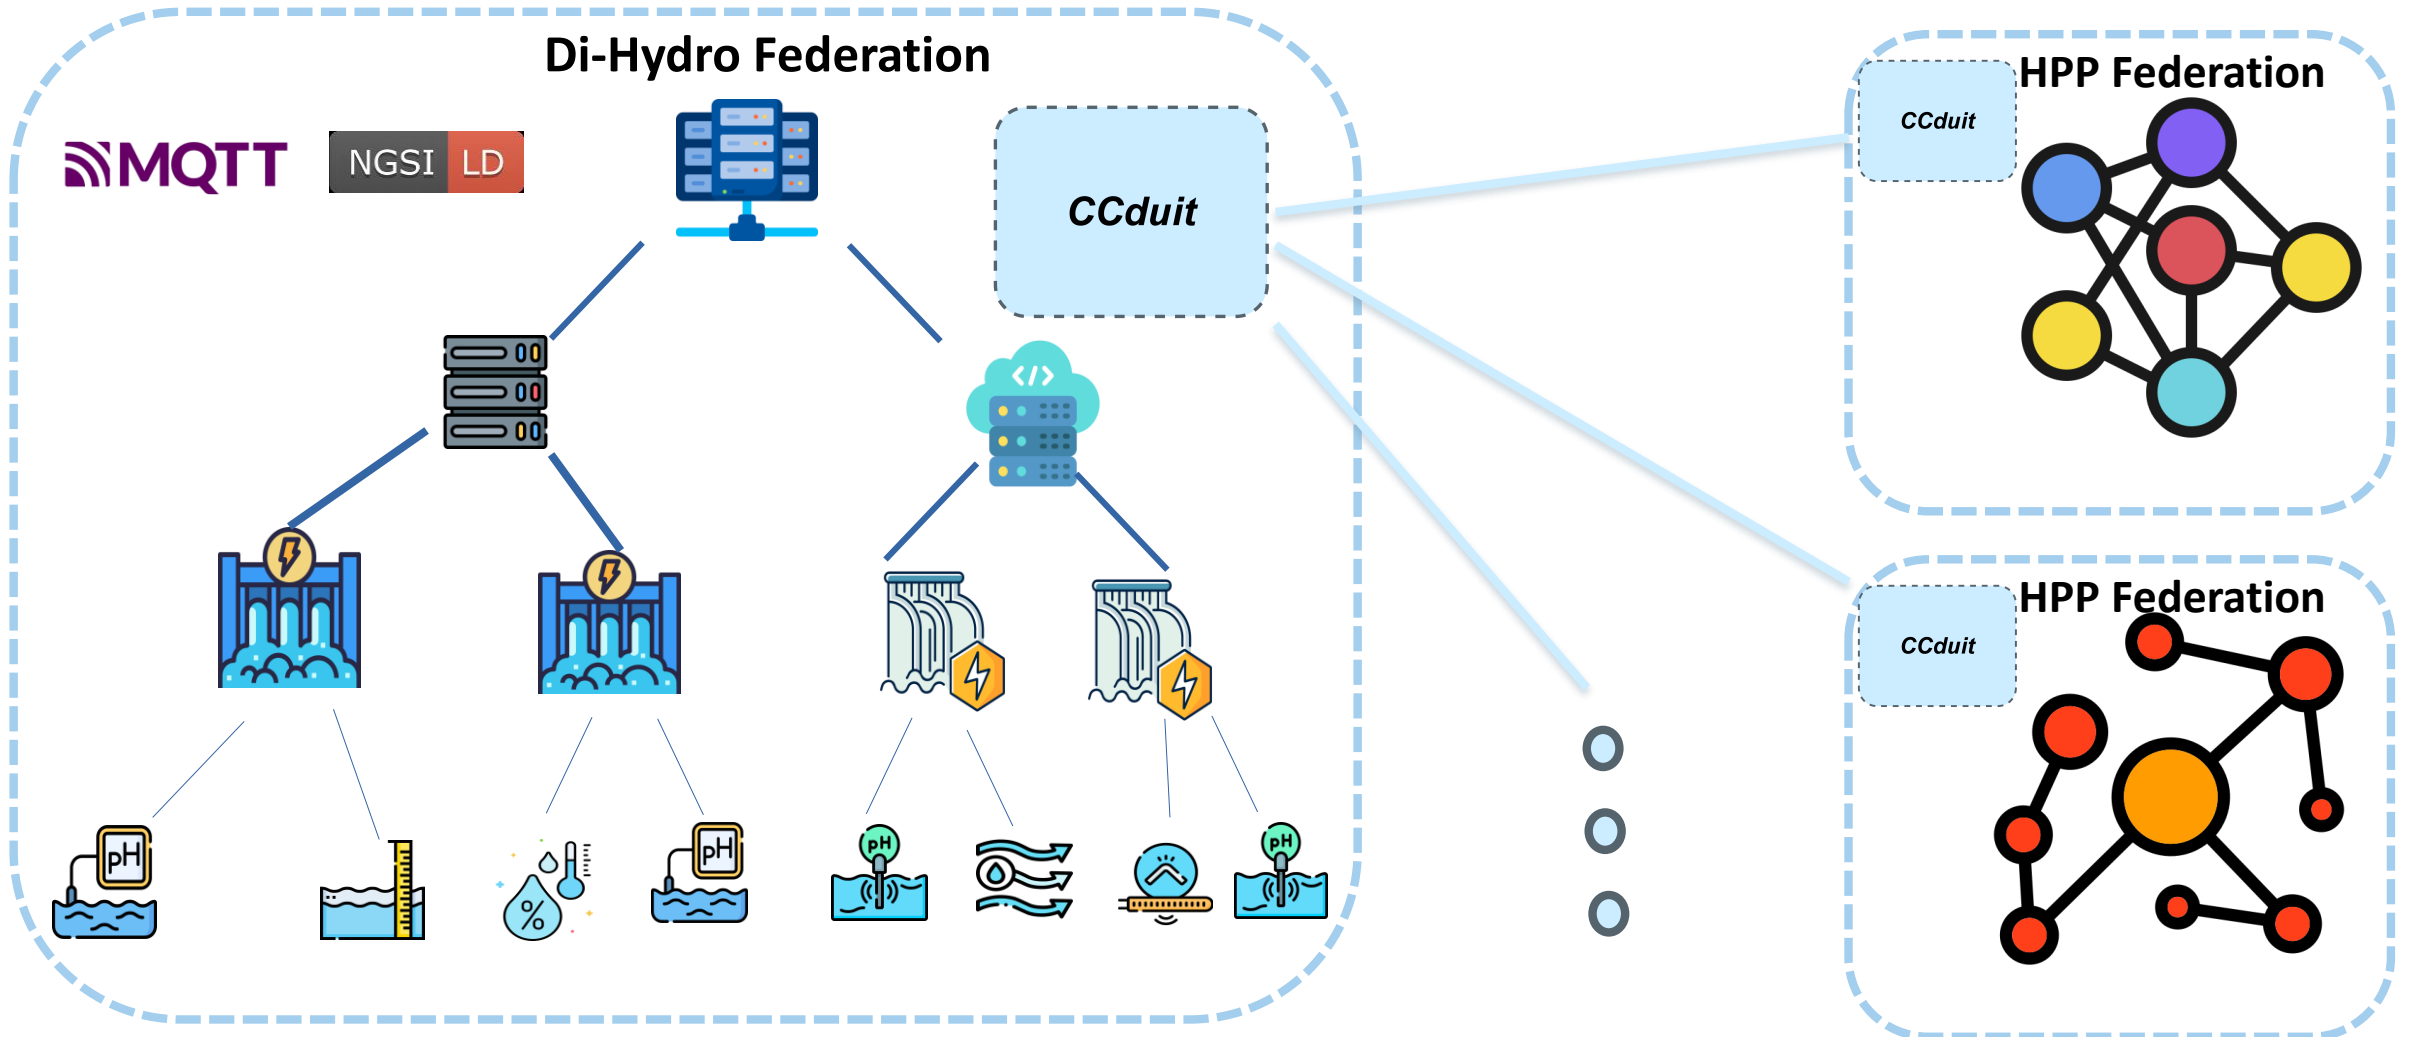 Di-Hydro Federation
MQTT
NGSI LD
CCduit
HPP Federation
CCduit
HPP Federation
CCduit
</>
pH
%
pH
pH
pH